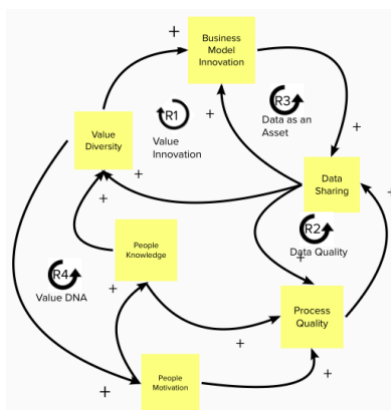 +
Business
Model
Innovation
R1
R3
Data as an
Asset
+
+
+
Value
Diversity
Value
Innovation
+
Data
Sharing
+
+
R2
Data Quality
+
People
Knowledge
R4
Value DNA
+
Process
Quality
+
+
People
Motivation
+